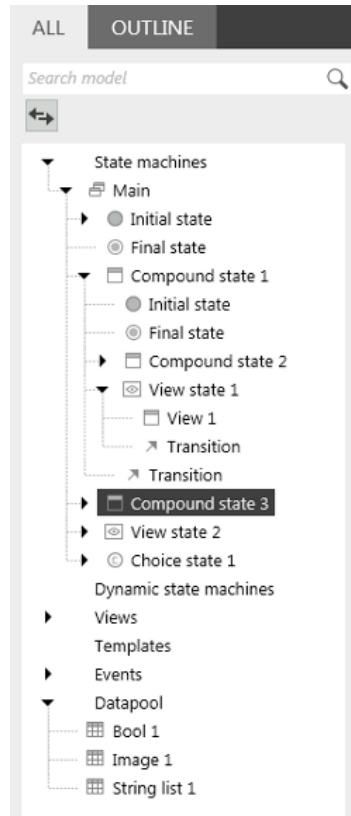 ALL OUTLINE
Search model
State machines
Main
Initial state
Final state
Compound state 1
Initial state
Final state
Compound state 2
View state 1
View 1
Transition
Transition
Compound state 3
View state 2
C Choice state 1
Dynamic state machines
Views
Templates
Events
Datapool
Bool 1
Image 1
String list 1